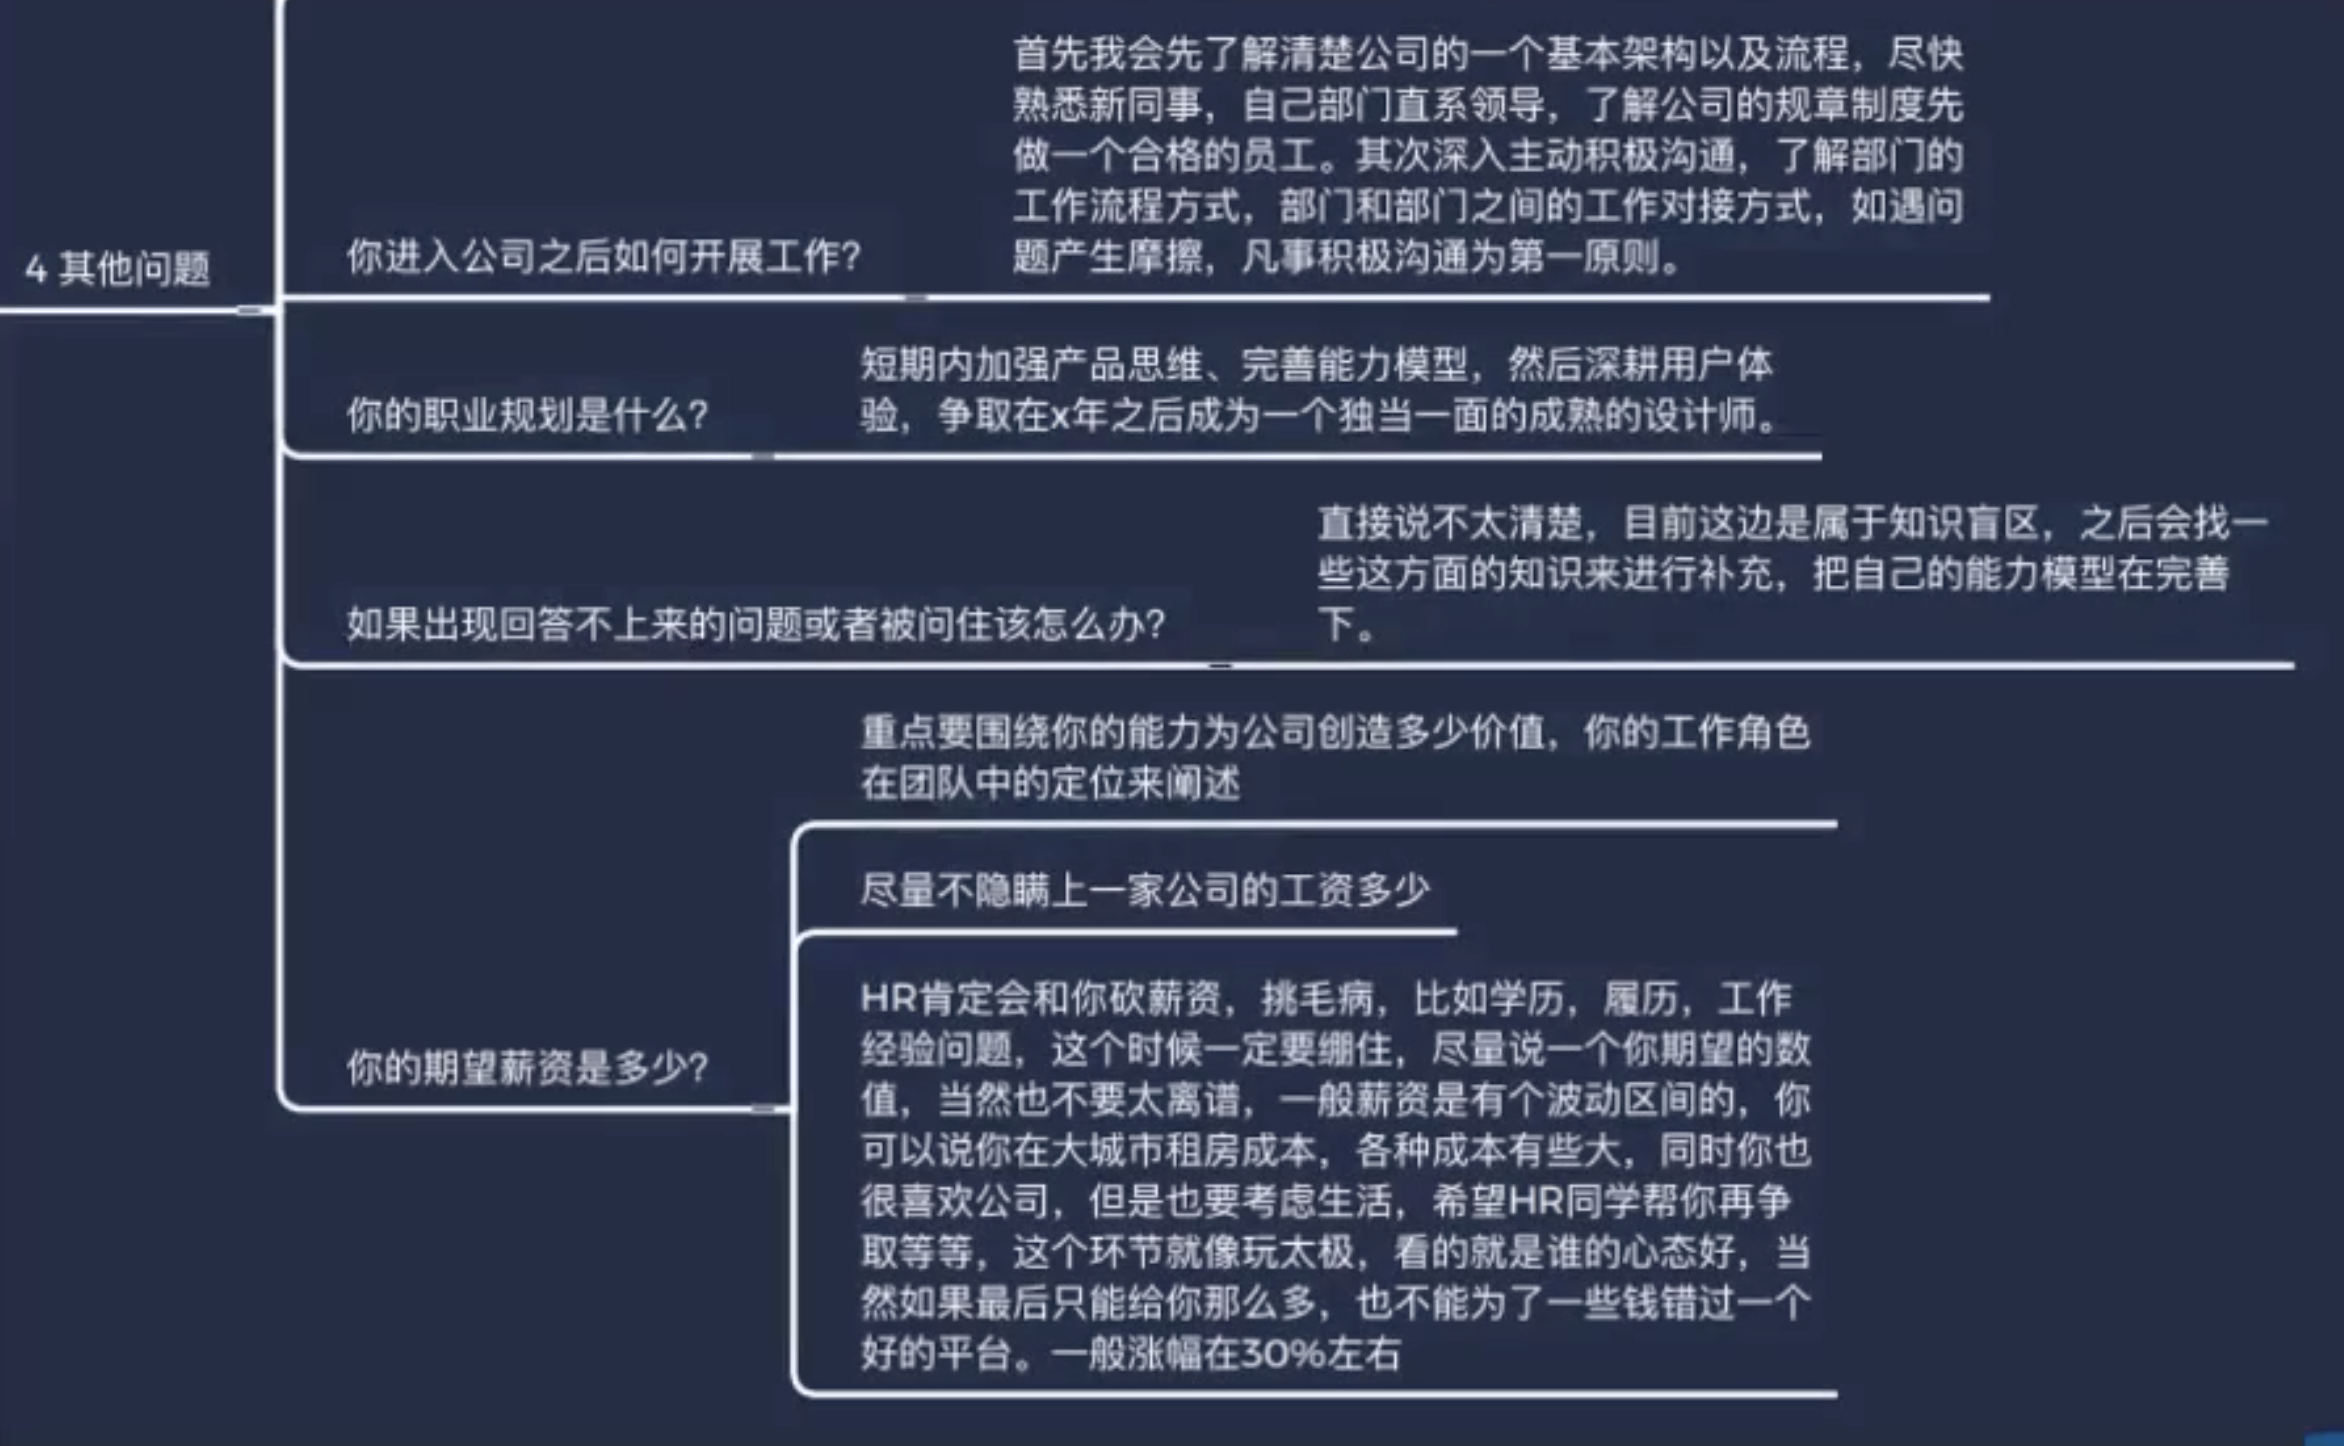 4 其他问题
你进入公司之后如何开展工作?
首先我会先了解清楚公司的一个基本架构以及流程，尽快
熟悉新同事，自己部门直系领导，了解公司的规章制度先
做一个合格的员工。其次深入主动积极沟通，了解部门的
工作流程方式，部门和部门之间的工作对接方式，如遇问
题产生摩擦，凡事积极沟通为第一原则。
你的职业规划是什么?
短期内加强产品思维、完善能力模型，然后深耕用户体
验，争取在x年之后成为一个独当一面的成熟的设计师。
如果出现回答不上来的问题或者被问住该怎么办?
直接说不太清楚，目前这边是属于知识盲区，之后会找一
些这方面的知识来进行补充，把自己的能力模型在完善
下。
你的期望薪资是多少?
重点要围绕你的能力为公司创造多少价值，你的工作角色
在团队中的定位来阐述
尽量不隐瞒上一家公司的工资多少
HR肯定会和你砍薪资，挑毛病，比如学历，履历，工作
经验问题，这个时候一定要绷住，尽量说一个你期望的数
值，当然也不要太离谱，一般薪资是有个波动区间的，你
可以说你在大城市租房成本，各种成本有些大，同时你也
很喜欢公司，但是也要考虑生活，希望HR同学帮你再争
取等等，这个环节就像玩太极，看的就是谁的心态好，当
然如果最后只能给你那么多，也不能为了一些钱错过一个
好的平台。一般涨幅在30%左右